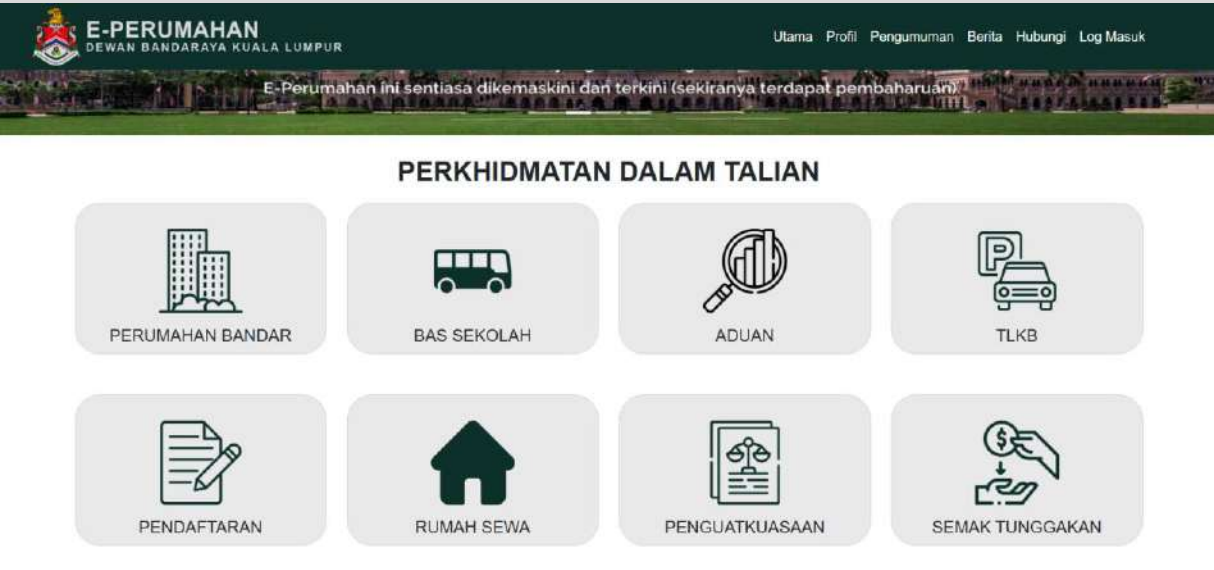 E-PERUMAHAN
DEWAN BANDARAYA KUALA LUMPUR
Utama Profil Pengumuman Berita Hubungi Log Masuk
E-Perumahan ini sentiasa dikemaskini dan terkini (sekiranya terdapat pembaharuan).
PERKHIDMATAN DALAM TALIAN
PERUMAHAN BANDAR
BAS SEKOLAH
ADUAN
P
TLKB
PENDAFTARAN
RUMAH SEWA
PENGUATKUASAAN
$
SEMAK TUNGGAKAN